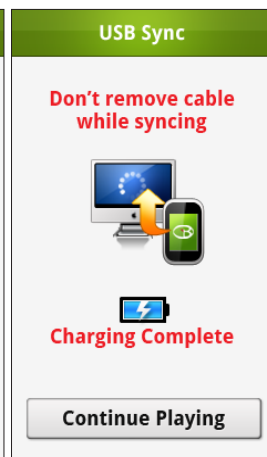 USB Sync
Don't remove cable
while syncing
Charging Complete
Continue Playing